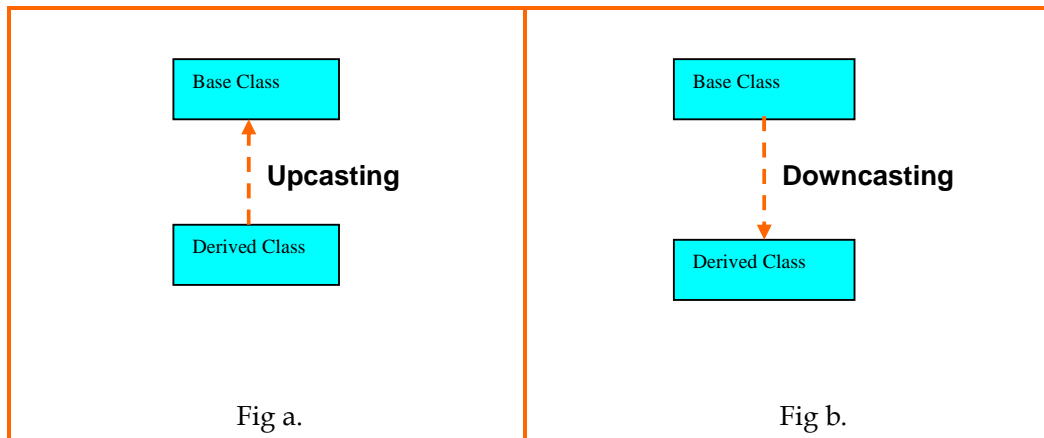 Base Class
Upcasting
Derived Class
Fig a.
Base Class
Downcasting
Derived Class
Fig b.